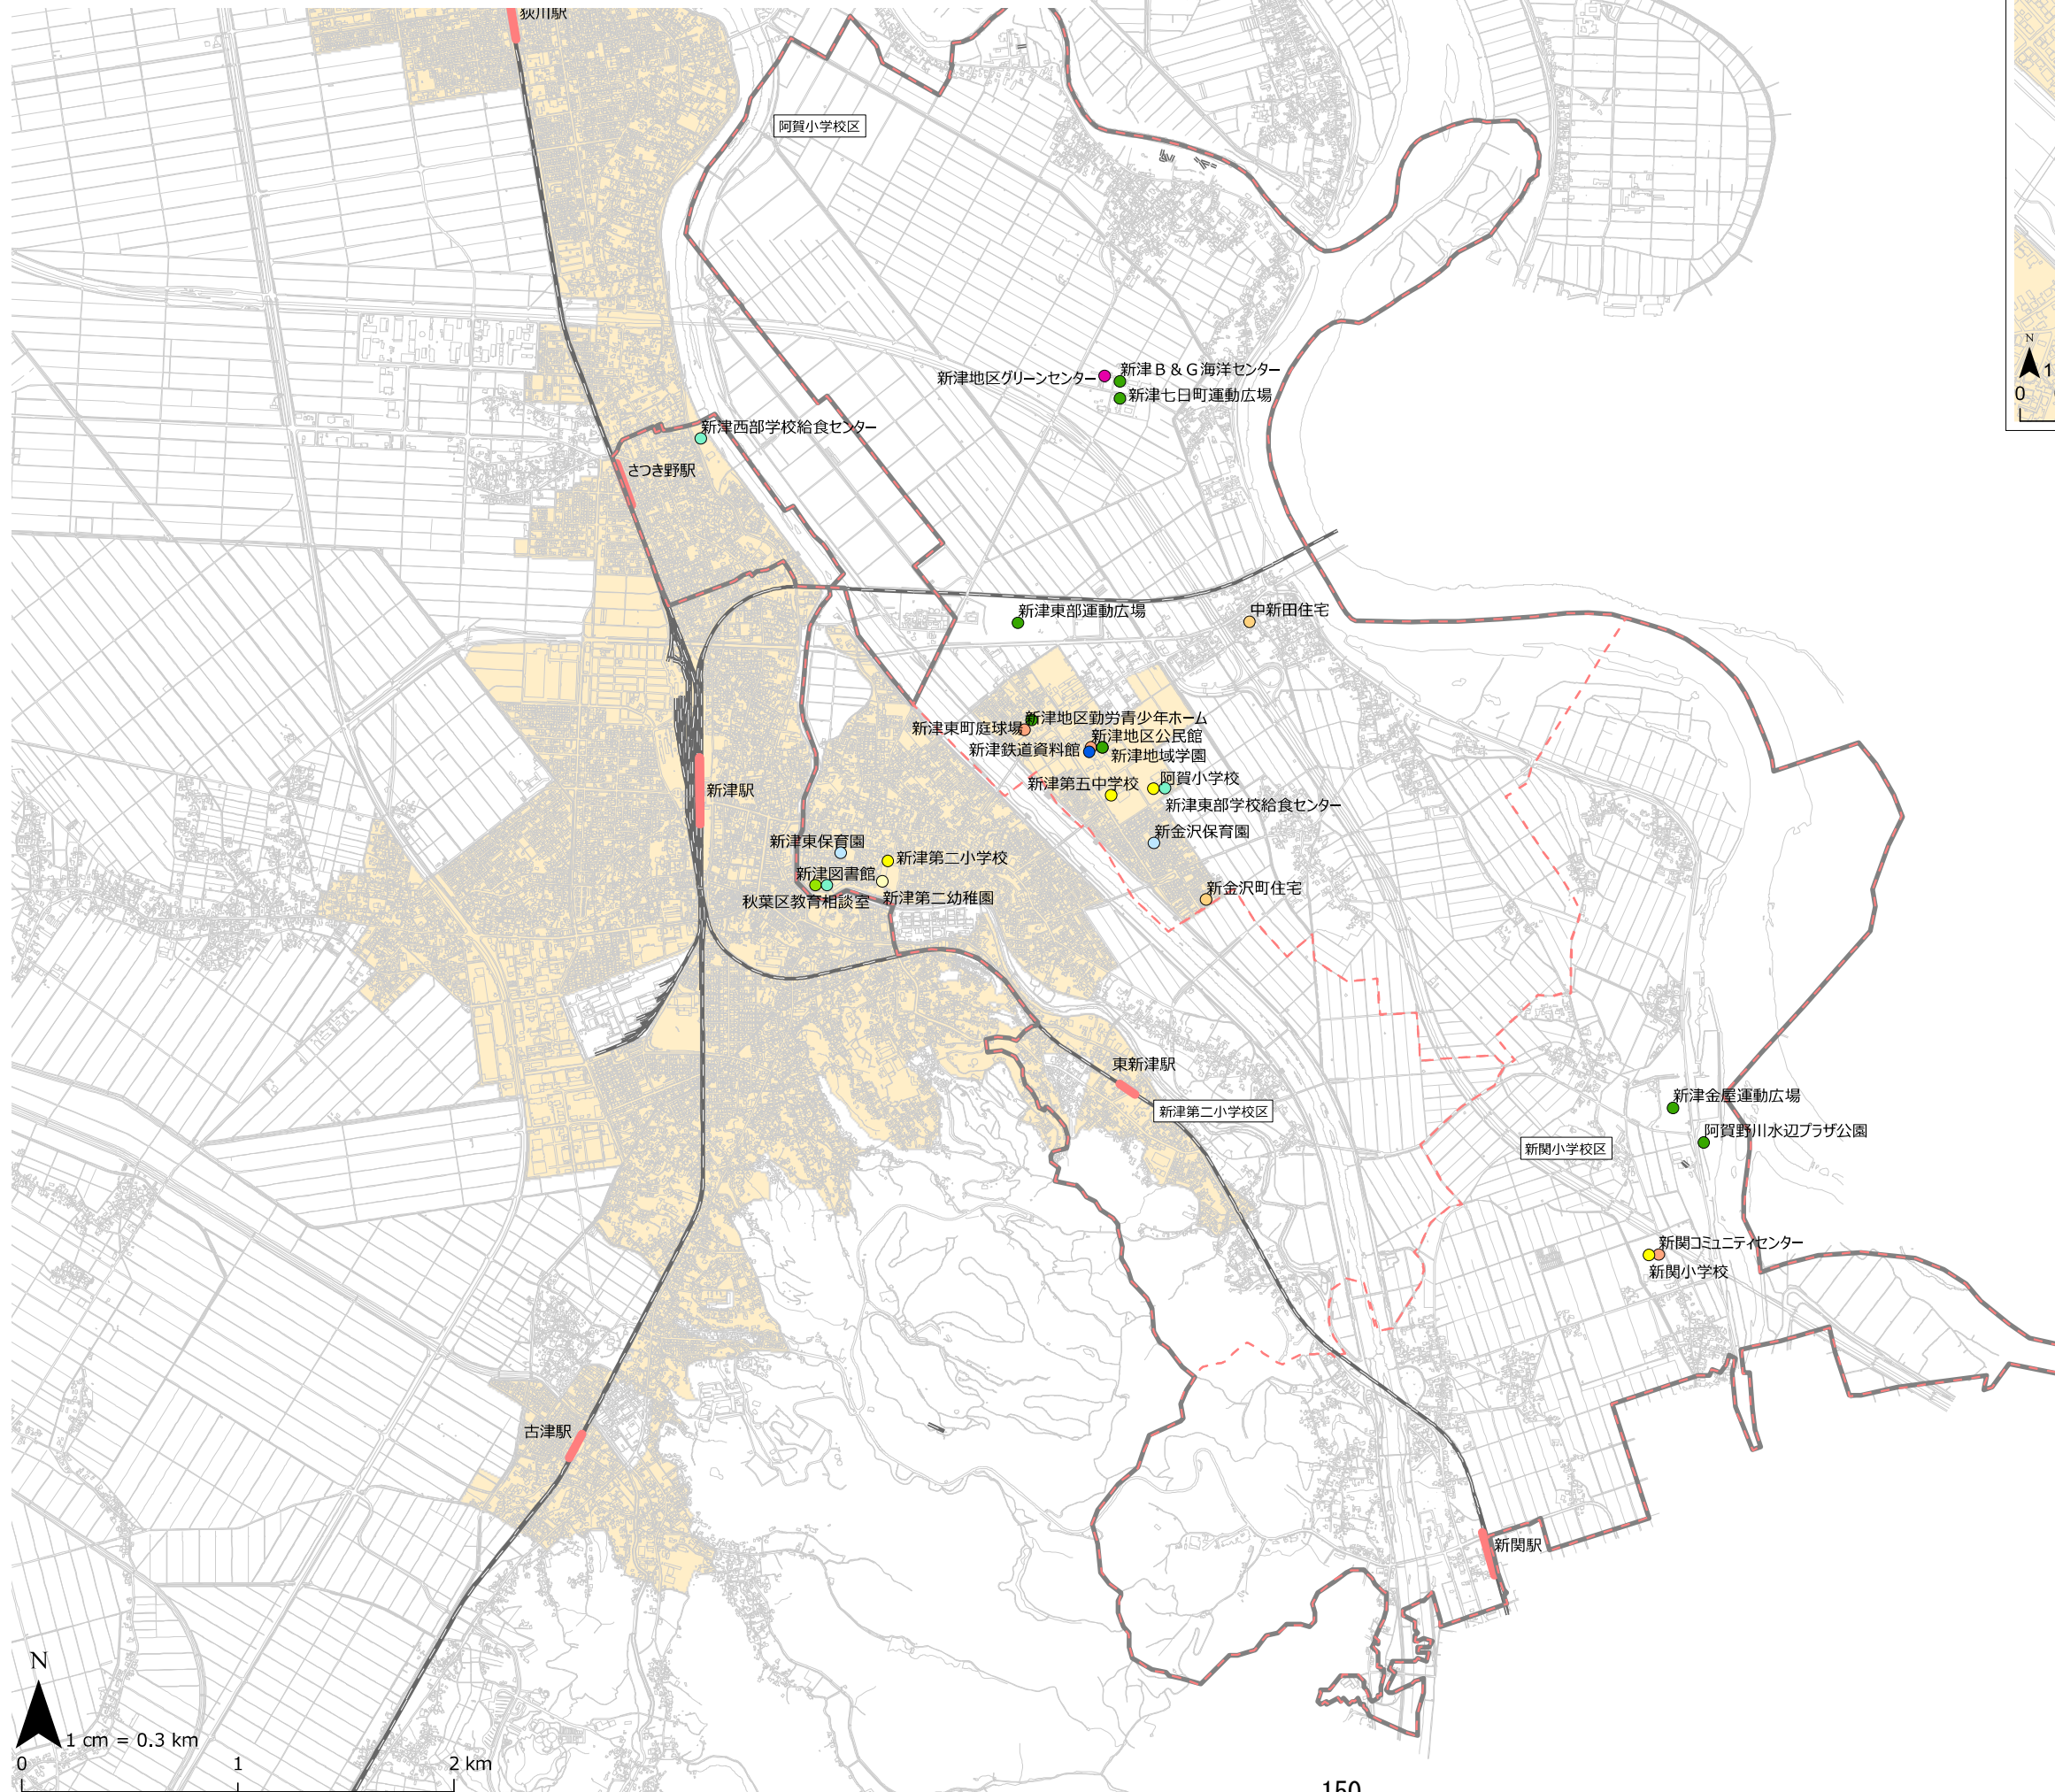 荻川駅
阿賀小学校区
新津B＆G海洋センター
新津地区グリーンセンター
新津七日町運動広場
新津西部学校給食センター
さつき野駅
新津東部運動広場
中新田住宅
新津地区勤労青少年ホーム
新津東町庭球場
新津地区公民館
新津鉄道資料館
新津地域学園
新津第五中学校
阿賀小学校
新津駅
新津東部学校給食センター
新金沢保育園
新津東保育園
新津第二小学校
新津図書館
新金沢町住宅
秋葉区教育相談室
新津第二幼稚園
東新津駅
新津第二小学校区
新津金屋運動広場
阿賀野川水辺プラザ公園
新関小学校区
新関コミュニティセンター
新関小学校
古津駅
新関駅
N
1 cm = 0.3 km
0 1 2 km
150
N
1
0